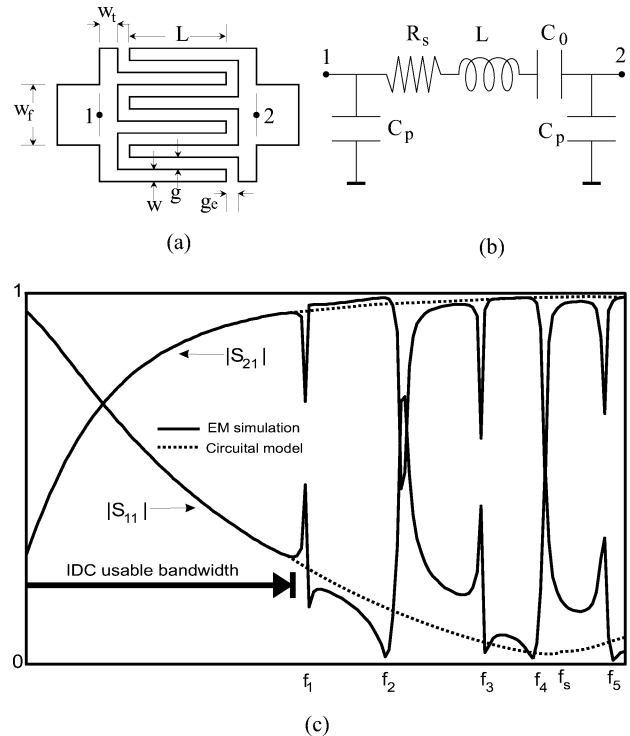 w_t
L
w_f
1
2
w
g
g_e
(a)
R_s
L
C_0
1
2
C_p
C_p
(b)
1
|S_21|
EM simulation
Circuital model
|S_11|
IDC usable bandwidth
0
f_1 f_2 f_3 f_4 f_s f_5
(c)